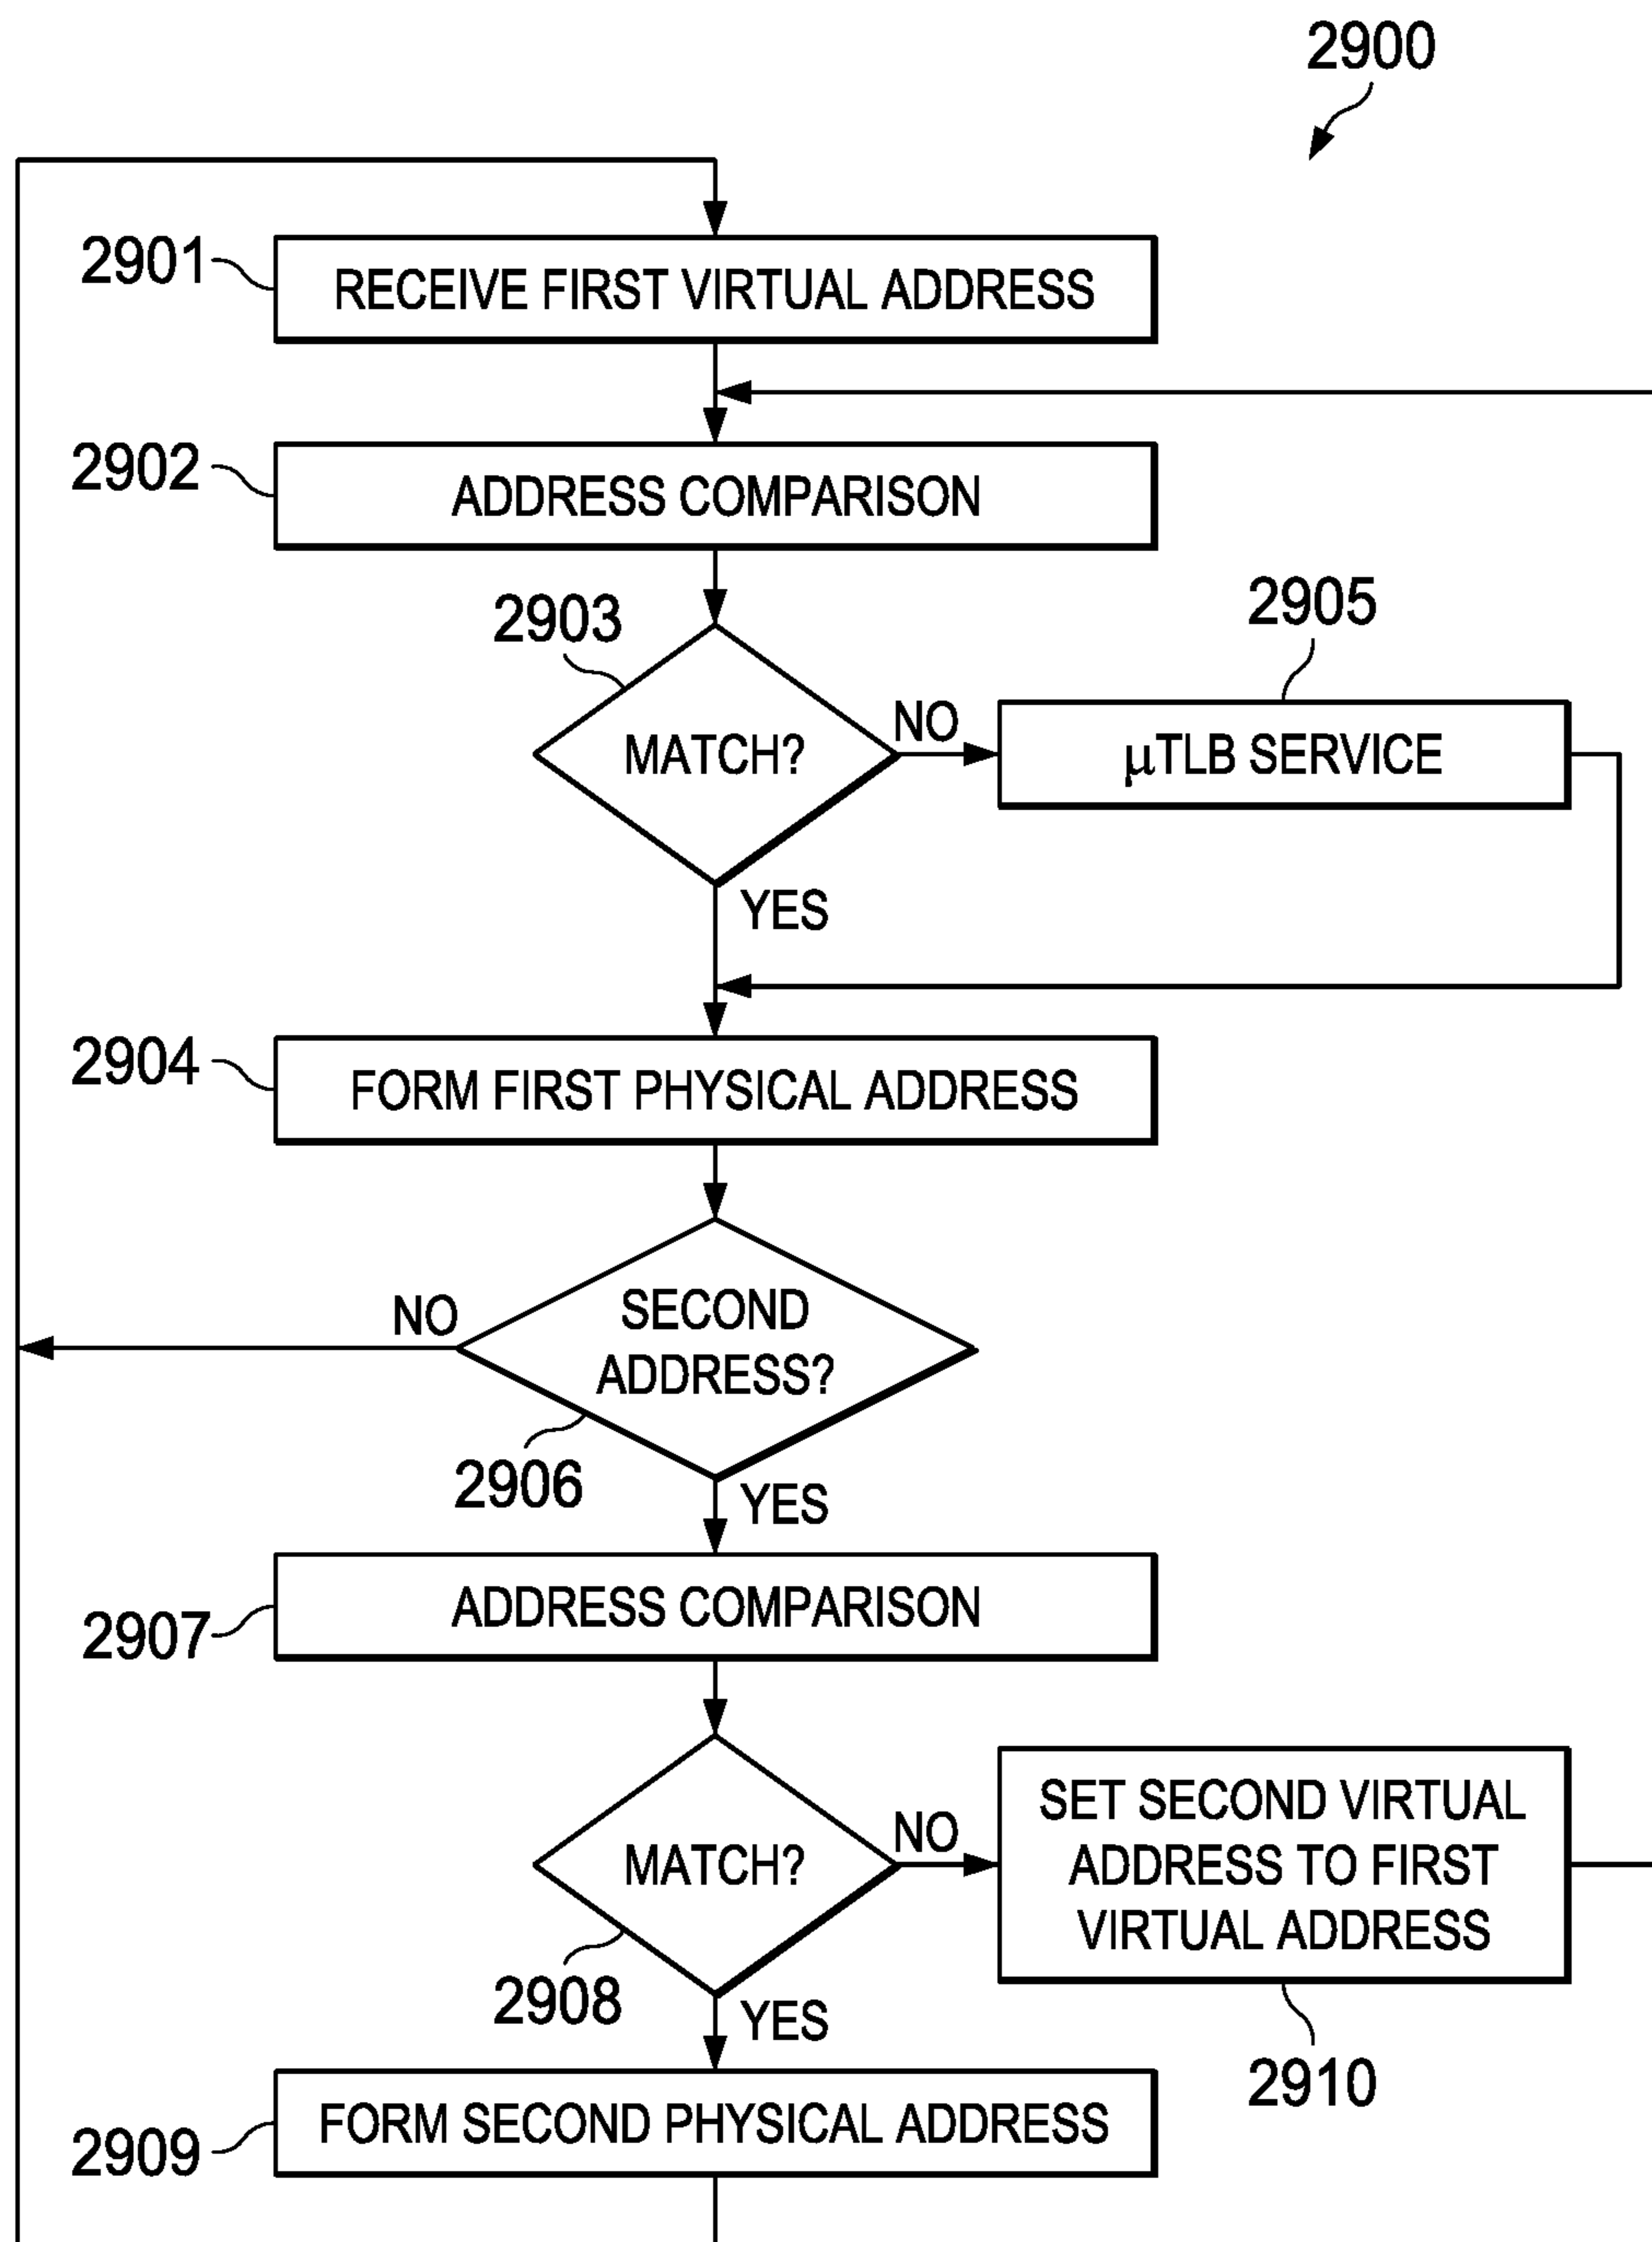 2900
2901
RECEIVE FIRST VIRTUAL ADDRESS
2902
ADDRESS COMPARISON
2903
MATCH?
NO
2905
μTLB SERVICE
YES
2904
FORM FIRST PHYSICAL ADDRESS
NO
SECOND
ADDRESS?
2906
YES
2907
ADDRESS COMPARISON
2908
MATCH?
NO
SET SECOND VIRTUAL
ADDRESS TO FIRST
VIRTUAL ADDRESS
2910
YES
2909
FORM SECOND PHYSICAL ADDRESS